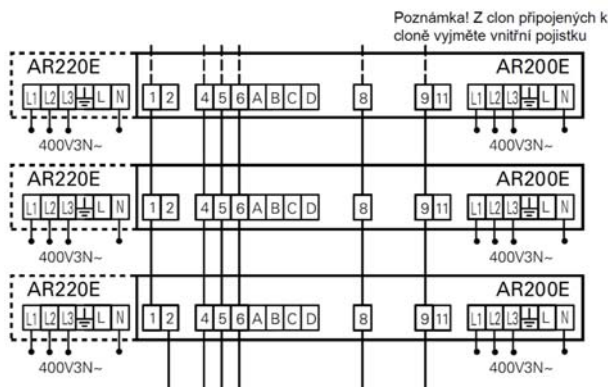 Poznámka! Z clon připojených k
cloně vyjměte vnitřní pojistku
AR220E AR200E
L1 L2 L3 L N 1 2 4 5 6 A B C D 8 9 11 L1 L2 L3 L N
400V3N~ 400V3N~
AR220E AR200E
L1 L2 L3 L N 1 2 4 5 6 A B C D 8 9 11 L1 L2 L3 L N
400V3N~ 400V3N~
AR220E AR200E
L1 L2 L3 L N 1 2 4 5 6 A B C D 8 9 11 L1 L2 L3 L N
400V3N~ 400V3N~